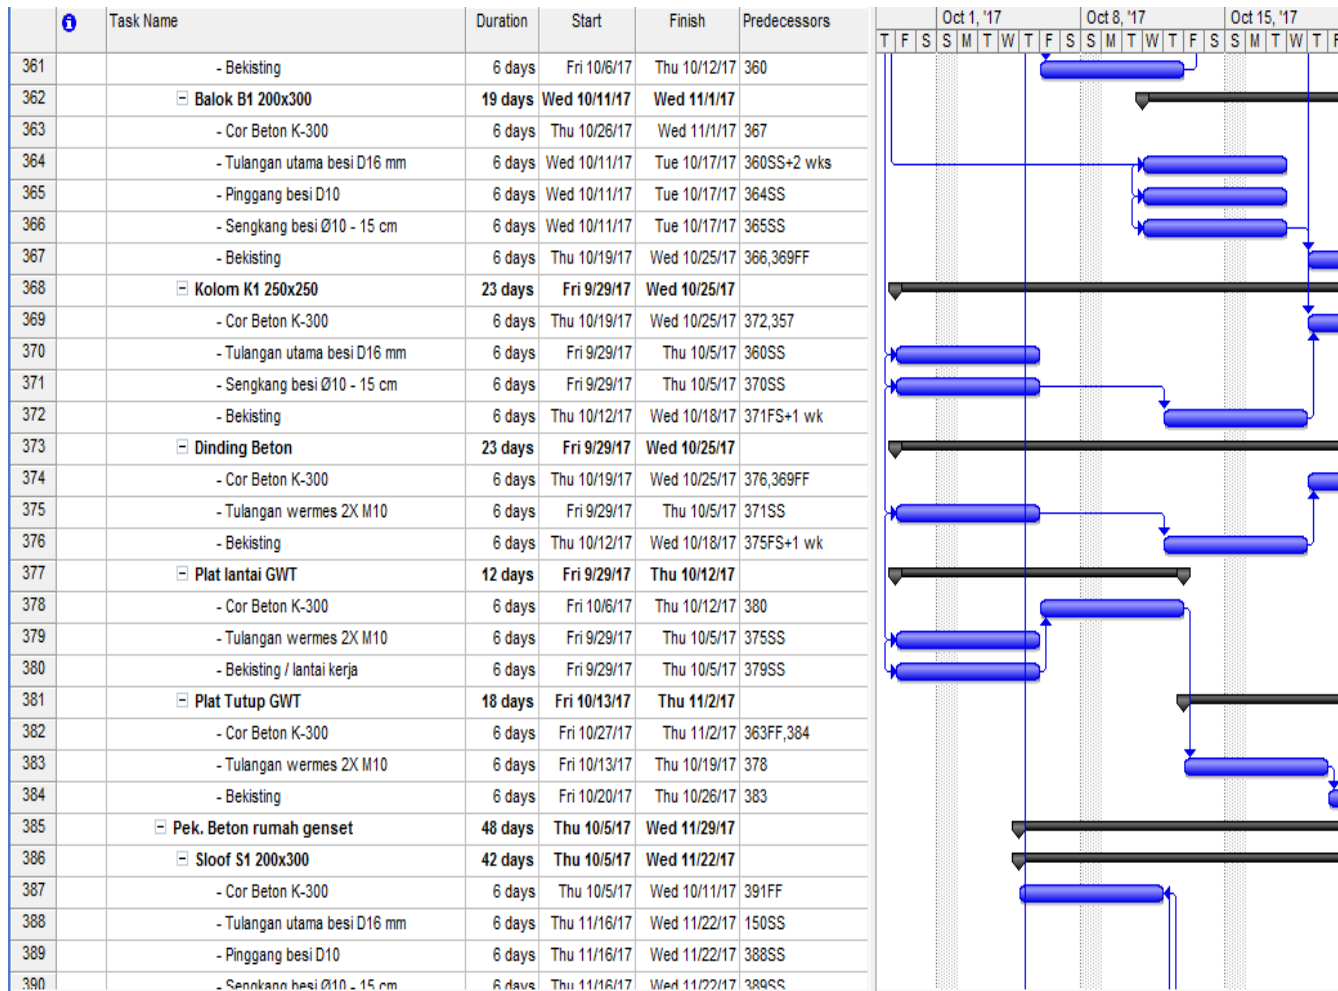 Task Name Duration Start Finish Predecessors Oct 1, '17 Oct 8, '17 Oct 15, '17
T F S S M T W T F S S M T W T F S S M T W T F
361 - Bekisting 6 days Fri 10/6/17 Thu 10/12/17 360
362 Balok B1 200x300 19 days Wed 10/11/17 Wed 11/1/17
363 - Cor Beton K-300 6 days Thu 10/26/17 Wed 11/1/17 367
364 - Tulangan utama besi D16 mm 6 days Wed 10/11/17 Tue 10/17/17 360SS+2 wks
365 - Pinggang besi D10 6 days Wed 10/11/17 Tue 10/17/17 364SS
366 - Sengkang besi Ø10 - 15 cm 6 days Wed 10/11/17 Tue 10/17/17 365SS
367 - Bekisting 6 days Thu 10/19/17 Wed 10/25/17 366,369FF
368 Kolom K1 250x250 23 days Fri 9/29/17 Wed 10/25/17
369 - Cor Beton K-300 6 days Thu 10/19/17 Wed 10/25/17 372,357
370 - Tulangan utama besi D16 mm 6 days Fri 9/29/17 Thu 10/5/17 360SS
371 - Sengkang besi Ø10 - 15 cm 6 days Fri 9/29/17 Thu 10/5/17 370SS
372 - Bekisting 6 days Thu 10/12/17 Wed 10/18/17 371FS+1 wk
373 Dinding Beton 23 days Fri 9/29/17 Wed 10/25/17
374 - Cor Beton K-300 6 days Thu 10/19/17 Wed 10/25/17 376,369FF
375 - Tulangan wermes 2X M10 6 days Fri 9/29/17 Thu 10/5/17 371SS
376 - Bekisting 6 days Thu 10/12/17 Wed 10/18/17 375FS+1 wk
377 Plat lantai GWT 12 days Fri 9/29/17 Thu 10/12/17
378 - Cor Beton K-300 6 days Fri 10/6/17 Thu 10/12/17 380
379 - Tulangan wermes 2X M10 6 days Fri 9/29/17 Thu 10/5/17 375SS
380 - Bekisting / lantai kerja 6 days Fri 9/29/17 Thu 10/5/17 379SS
381 Plat Tutup GWT 18 days Fri 10/13/17 Thu 11/2/17
382 - Cor Beton K-300 6 days Fri 10/27/17 Thu 11/2/17 363FF,384
383 - Tulangan wermes 2X M10 6 days Fri 10/13/17 Thu 10/19/17 378
384 - Bekisting 6 days Fri 10/20/17 Thu 10/26/17 383
385 Pek. Beton rumah genset 48 days Thu 10/5/17 Wed 11/29/17
386 Sloof S1 200x300 42 days Thu 10/5/17 Wed 11/22/17
387 - Cor Beton K-300 6 days Thu 10/5/17 Wed 10/11/17 391FF
388 - Tulangan utama besi D16 mm 6 days Thu 11/16/17 Wed 11/22/17 150SS
389 - Pinggang besi D10 6 days Thu 11/16/17 Wed 11/22/17 388SS
390 - Sengkang besi Ø10 - 15 cm 6 days Thu 11/16/17 Wed 11/22/17 389SS